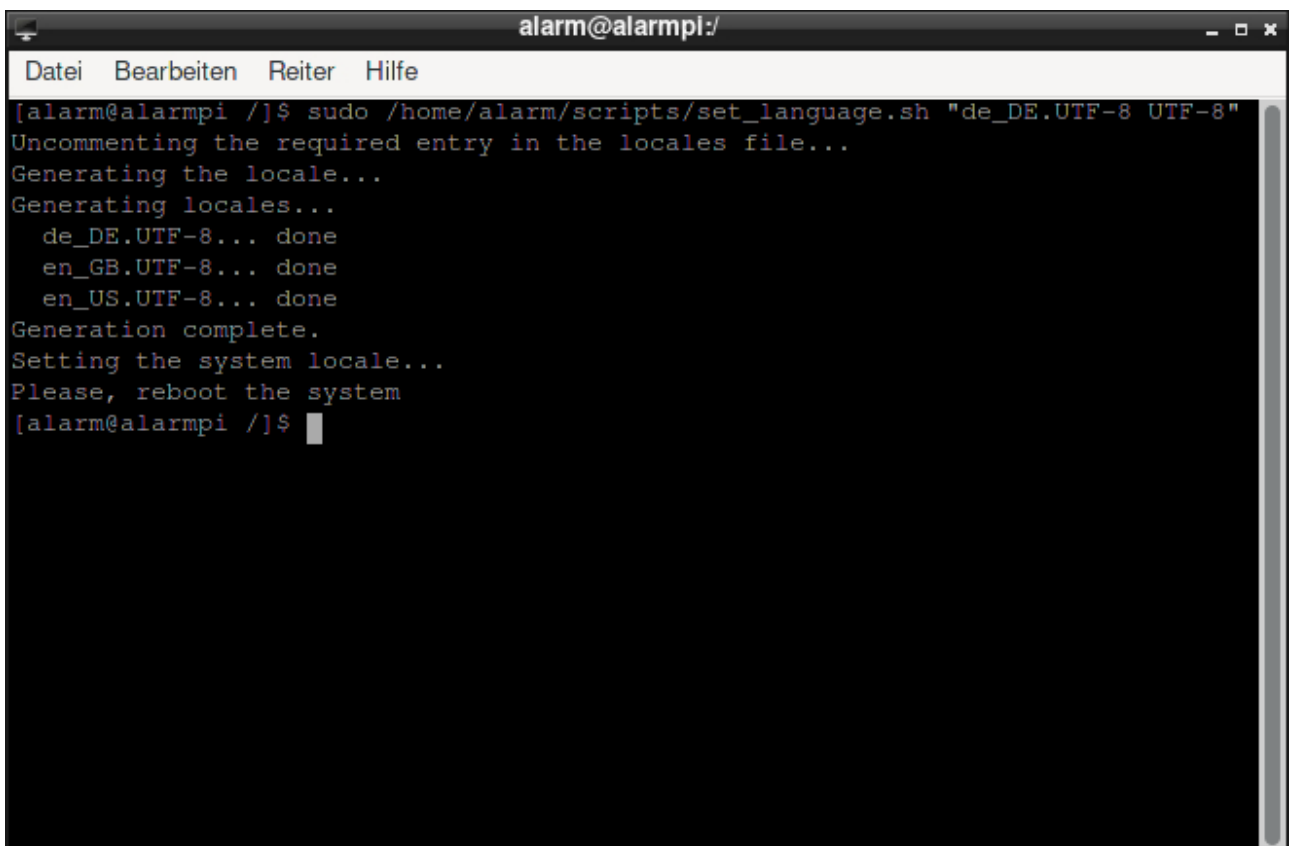 alarm@alarmpi:/
Datei Bearbeiten Reiter Hilfe
[alarm@alarmpi /]$ sudo /home/alarm/scripts/set_language.sh "de_DE.UTF-8 UTF-8"
Uncommenting the required entry in the locales file...
Generating the locale...
Generating locales...
  de_DE.UTF-8... done
  en_GB.UTF-8... done
  en_US.UTF-8... done
Generation complete.
Setting the system locale...
Please, reboot the system
[alarm@alarmpi /]$